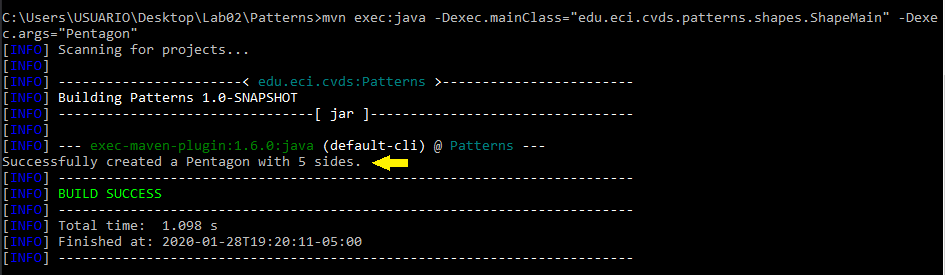 C:\Users\USUARIO\Desktop\Lab02\Patterns>mvn exec:java -Dexec.mainClass="edu.eci.cvds.patterns.shapes.ShapeMain" -Dexe
c.args="Pentagon"
[INFO] Scanning for projects...
[INFO]
[INFO] -----------------------< edu.eci.cvds:Patterns >------------------------
[INFO] Building Patterns 1.0-SNAPSHOT
[INFO] --------------------------------[ jar ]---------------------------------
[INFO]
[INFO] --- exec-maven-plugin:1.6.0:java (default-cli) @ Patterns ---
Successfully created a Pentagon with 5 sides.
[INFO] ------------------------------------------------------------------------
[INFO] BUILD SUCCESS
[INFO] ------------------------------------------------------------------------
[INFO] Total time:  1.098 s
[INFO] Finished at: 2020-01-28T19:20:11-05:00
[INFO] ------------------------------------------------------------------------